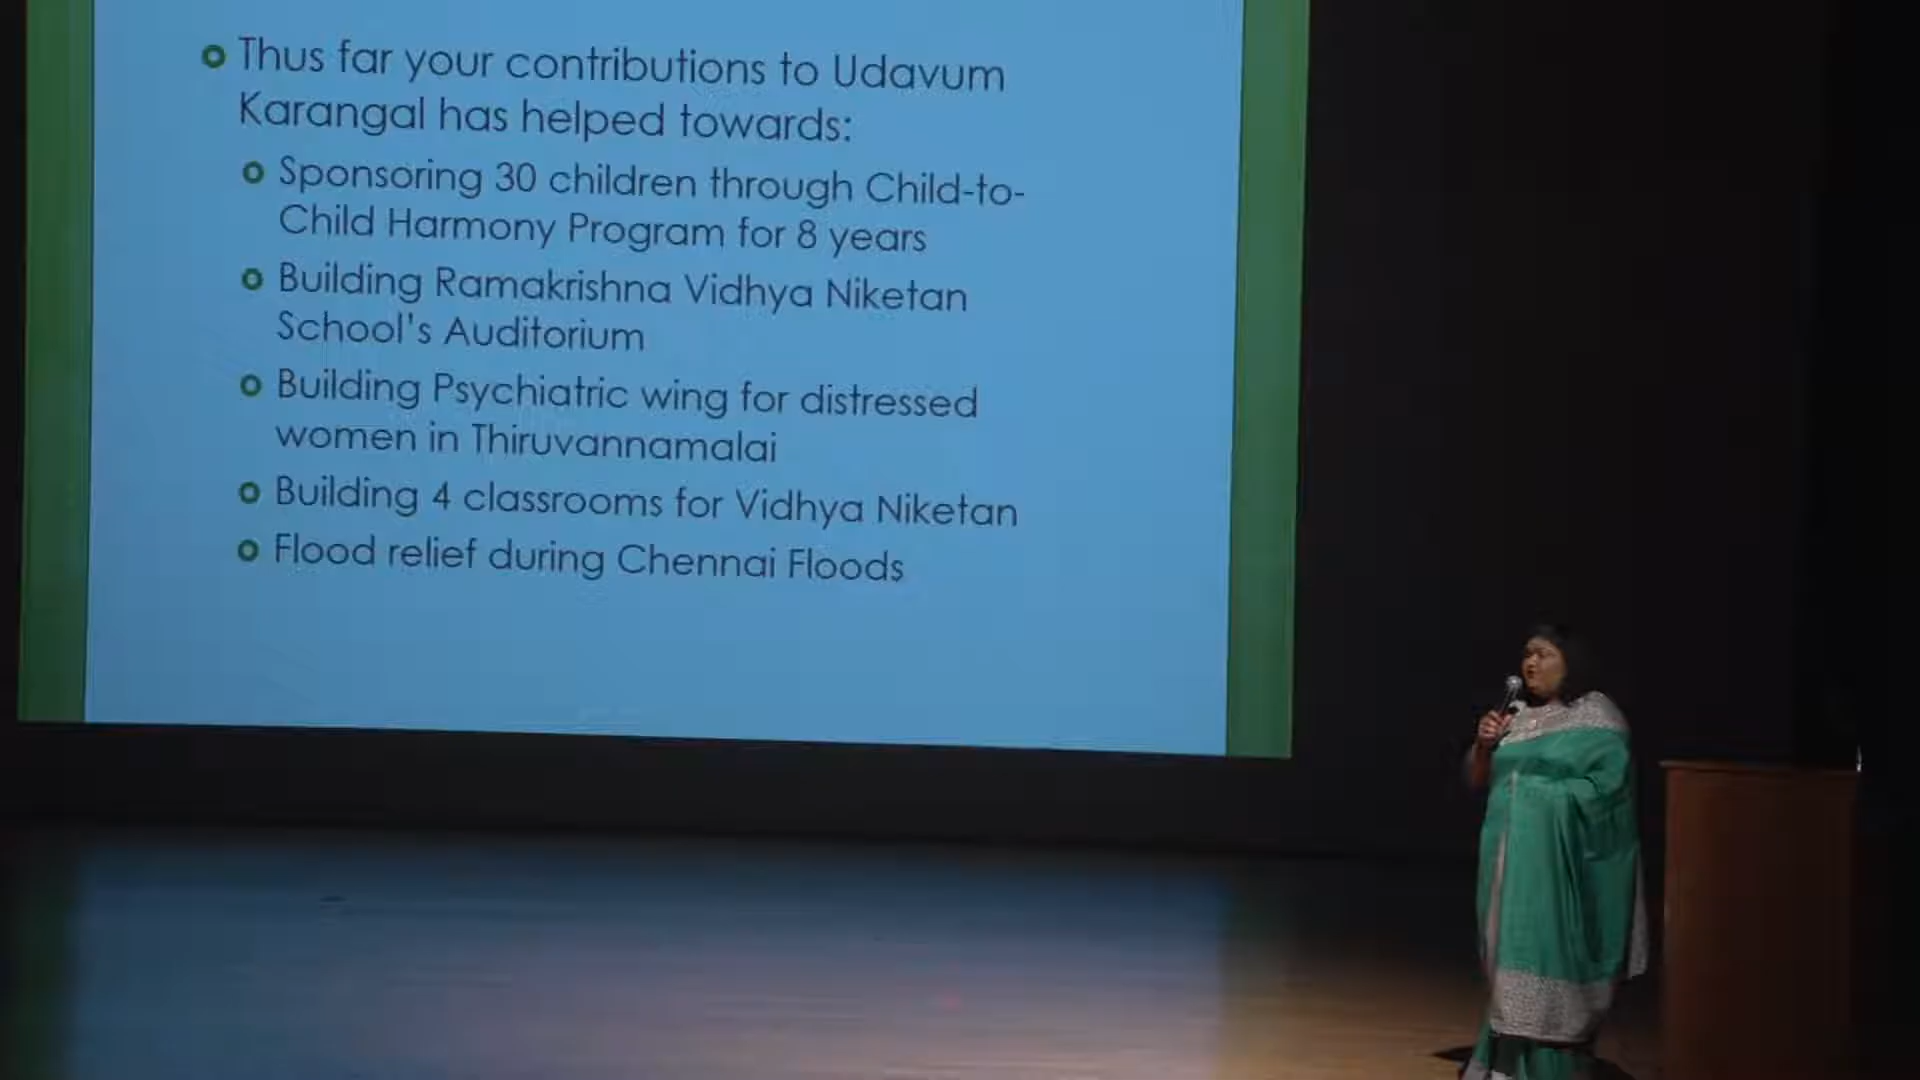 Thus far your contributions to Udavum
Karangal has helped towards:
Sponsoring 30 children through Child-to-
Child Harmony Program for 8 years
Building Ramakrishna Vidhya Niketan
School's Auditorium
Building Psychiatric wing for distressed
women in Thiruvannamalai
Building 4 classrooms for Vidhya Niketan
Flood relief during Chennai Floods